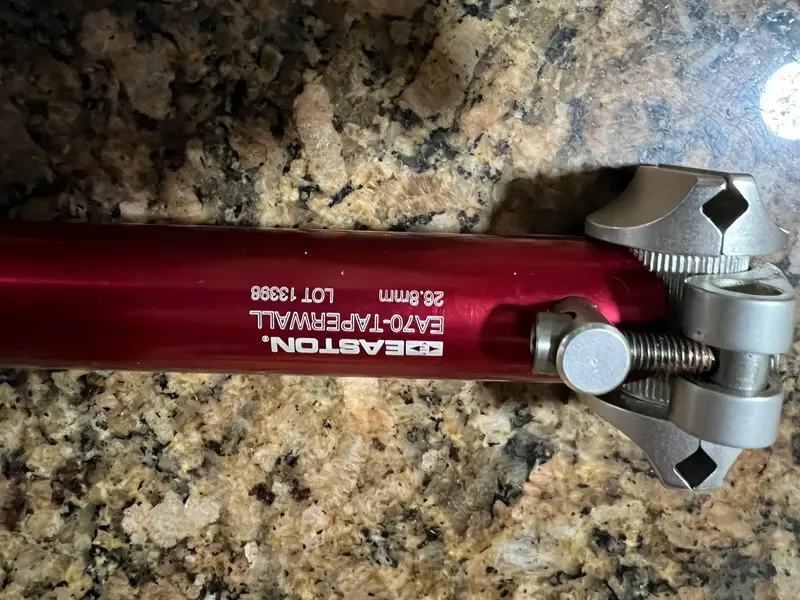 EASTON®
EA70-TAPERWALL
26.8mm LOT 13398